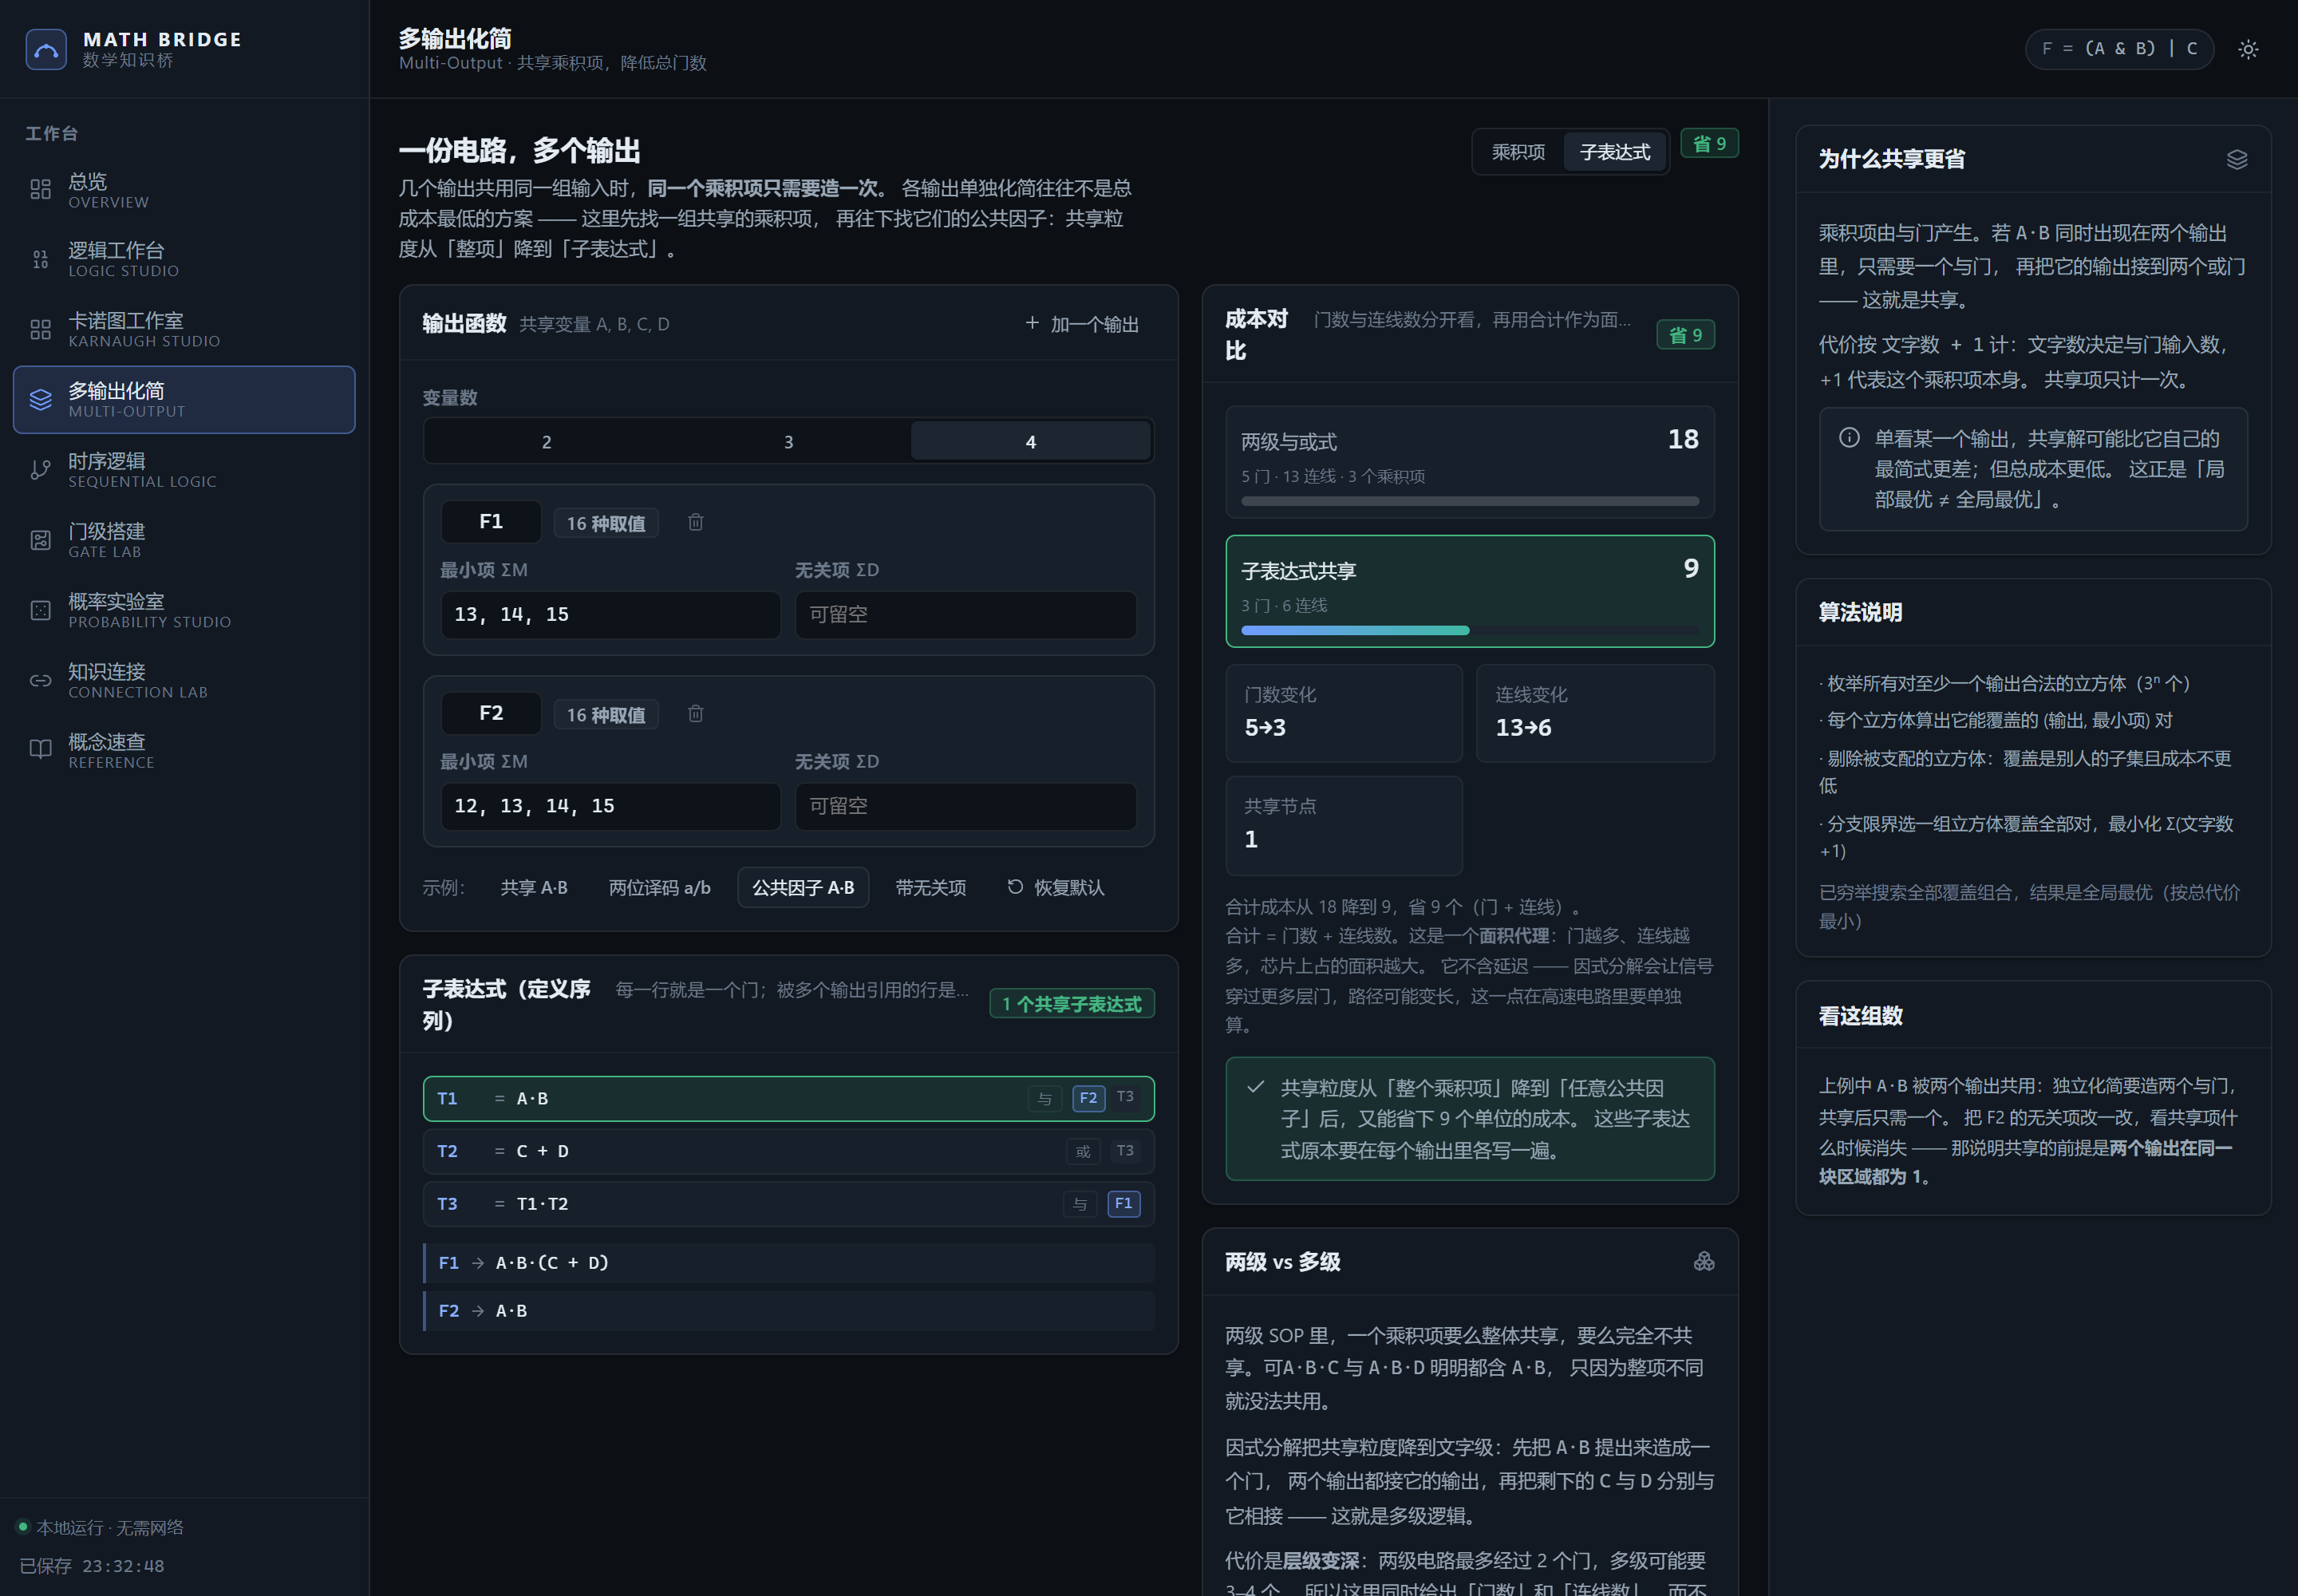 MATH BRIDGE
数学知识桥
工作台
总览
OVERVIEW
01
10
逻辑工作台
LOGIC STUDIO
卡诺图工作室
KARNAUGH STUDIO
多输出化简
MULTI-OUTPUT
时序逻辑
SEQUENTIAL LOGIC
门级搭建
GATE LAB
概率实验室
PROBABILITY STUDIO
知识连接
CONNECTION LAB
概念速查
REFERENCE
本地运行 · 无需网络
已保存 23:32:48
多输出化简
Multi-Output · 共享乘积项，降低总门数
F = (A & B) | C
一份电路，多个输出
几个输出共用同一组输入时，同一个乘积项只需要造一次。 各输出单独化简往往不是总
成本最低的方案 —— 这里先找一组共享的乘积项， 再往下找它们的公共因子：共享粒
度从「整项」降到「子表达式」。
乘积项
子表达式
省 9
输出函数 共享变量 A, B, C, D
+ 加一个输出
变量数
2 3 4
F1 16 种取值
最小项 ΣM 无关项 ΣD
13, 14, 15 可留空
F2 16 种取值
最小项 ΣM 无关项 ΣD
12, 13, 14, 15 可留空
示例： 共享 A·B 两位译码 a/b 公共因子 A·B 带无关项 恢复默认
子表达式（定义序
列）
每一行就是一个门；被多个输出引用的行是…
1 个共享子表达式
T1 = A·B 与 F2 T3
T2 = C + D 或 T3
T3 = T1·T2 与 F1
F1 → A·B·(C + D)
F2 → A·B
成本对
比
门数与连线数分开看，再用合计作为面…
省 9
两级与或式 18
5 门 · 13 连线 · 3 个乘积项
子表达式共享 9
3 门 · 6 连线
门数变化
5→3
连线变化
13→6
共享节点
1
合计成本从 18 降到 9，省 9 个（门 + 连线）。
合计 = 门数 + 连线数。这是一个面积代理：门越多、连线越
多，芯片上占的面积越大。 它不含延迟 —— 因式分解会让信号
穿过更多层门，路径可能变长，这一点在高速电路里要单独
算。
共享粒度从「整个乘积项」降到「任意公共因
子」后，又能省下 9 个单位的成本。 这些子表达
式原本要在每个输出里各写一遍。
两级 vs 多级
两级 SOP 里，一个乘积项要么整体共享，要么完全不共
享。可A·B·C 与 A·B·D 明明都含 A·B， 只因为整项不同
就没法共用。
因式分解把共享粒度降到文字级：先把 A·B 提出来造成一
个门， 两个输出都接它的输出，再把剩下的 C 与 D 分别与
它相接 —— 这就是多级逻辑。
代价是层级变深：两级电路最多经过 2 个门，多级可能要
3–4 个。 所以这里同时给出「门数」和「连线数」，而不
为什么共享更省
乘积项由与门产生。若 A·B 同时出现在两个输出
里，只需要一个与门， 再把它的输出接到两个或门
—— 这就是共享。
代价按 文字数 + 1 计：文字数决定与门输入数，
+1 代表这个乘积项本身。 共享项只计一次。
单看某一个输出，共享解可能比它自己的
最简式更差；但总成本更低。 这正是「局
部最优 ≠ 全局最优」。
算法说明
· 枚举所有对至少一个输出合法的立方体（3ⁿ 个）
· 每个立方体算出它能覆盖的 (输出, 最小项) 对
· 剔除被支配的立方体：覆盖是别人的子集且成本不更
低
· 分支限界选一组立方体覆盖全部对，最小化 Σ(文字数
+1)
已穷举搜索全部覆盖组合，结果是全局最优（按总代价
最小）
看这组数
上例中 A·B 被两个输出共用：独立化简要造两个与门，
共享后只需一个。 把 F2 的无关项改一改，看共享项什
么时候消失 —— 那说明共享的前提是两个输出在同一
块区域都为 1。